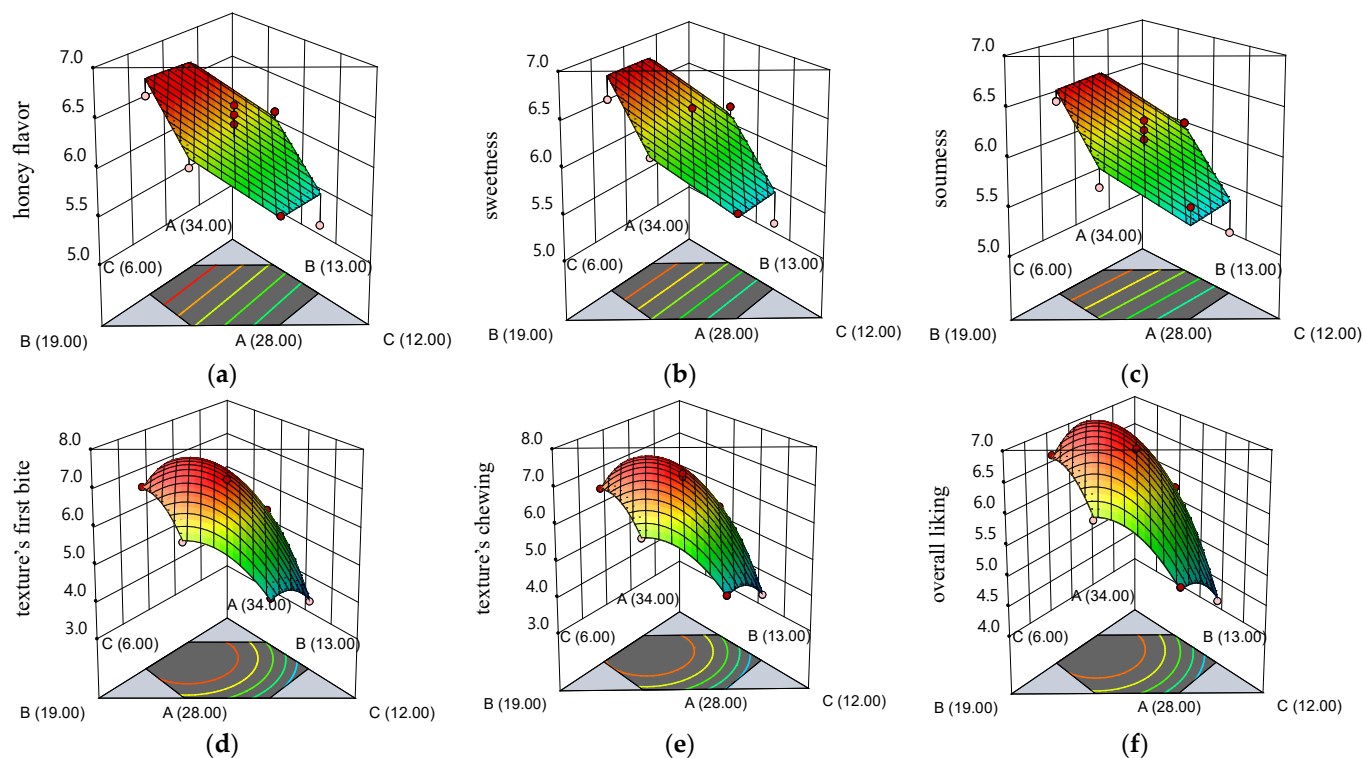 honey flavor
7.0
6.5
6.0
5.5
5.0
A (34.00)
C (6.00)
B (13.00)
B (19.00)
A (28.00)
C (12.00)
(a)
sweetness
7.0
6.5
6.0
5.5
5.0
A (34.00)
C (6.00)
B (13.00)
B (19.00)
A (28.00)
C (12.00)
(b)
sourness
7.0
6.5
6.0
5.5
5.0
A (34.00)
C (6.00)
B (13.00)
B (19.00)
A (28.00)
C (12.00)
(c)
texture's first bite
8.0
7.0
6.0
5.0
4.0
3.0
A (34.00)
C (6.00)
B (13.00)
B (19.00)
A (28.00)
C (12.00)
(d)
texture's chewing
8.0
7.0
6.0
5.0
4.0
3.0
A (34.00)
C (6.00)
B (13.00)
B (19.00)
A (28.00)
C (12.00)
(e)
overall liking
7.0
6.5
6.0
5.5
5.0
4.5
4.0
A (34.00)
C (6.00)
B (13.00)
B (19.00)
A (28.00)
C (12.00)
(f)